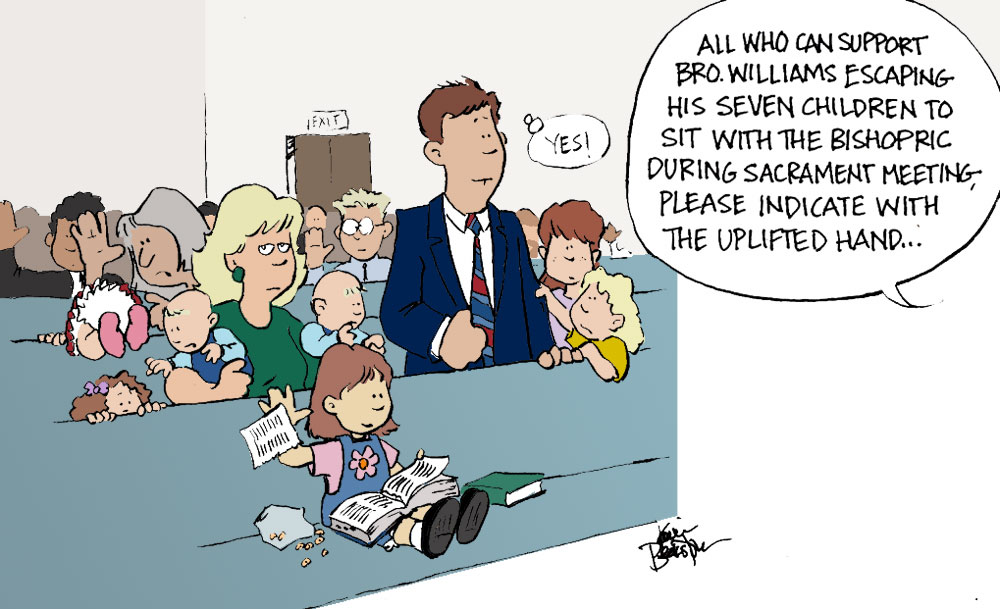 ALL WHO CAN SUPPORT
BRO. WILLIAMS ESCAPING
HIS SEVEN CHILDREN TO
SIT WITH THE BISHOPRIC
DURING SACRAMENT MEETING,
PLEASE INDICATE WITH
THE UPLIFTED HAND...
YES!
EXIT